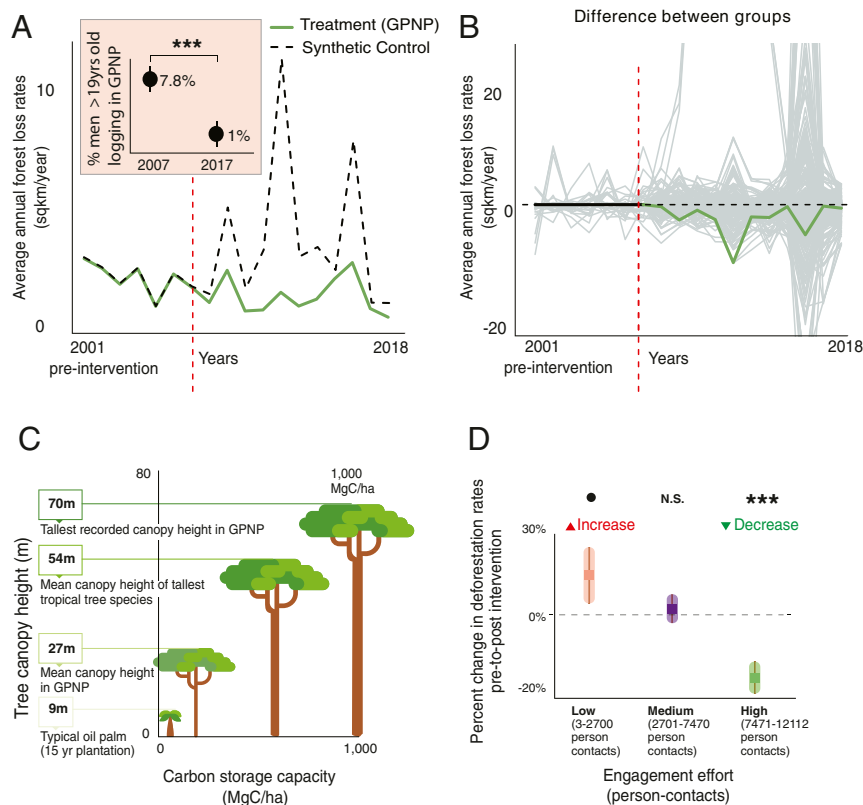 A
Average annual forest loss rates
(sqkm/year)
10
0
% men >19yrs old
logging in GPNP
***
7.8%
1%
2007
2017
Treatment (GPNP)
Synthetic Control
2001
Years
2018
pre-intervention
B
Difference between groups
Average annual forest loss rates
(sqkm/year)
20
0
-20
2001
Years
2018
pre-intervention
C
Tree canopy height (m)
80
1,000
MgC/ha
70m
Tallest recorded canopy height in GPNP
54m
Mean canopy height of tallest
tropical tree species
27m
Mean canopy height
in GPNP
9m
Typical oil palm
(15 yr plantation)
0
1,000
Carbon storage capacity
(MgC/ha)
D
Percent change in deforestation rates
pre-to-post intervention
N.S.
***
Increase
Decrease
30%
0%
-20%
Low
(3-2700
person
contacts)
Medium
(2701-7470
person
contacts)
High
(7471-12112
person
contacts)
Engagement effort
(person-contacts)